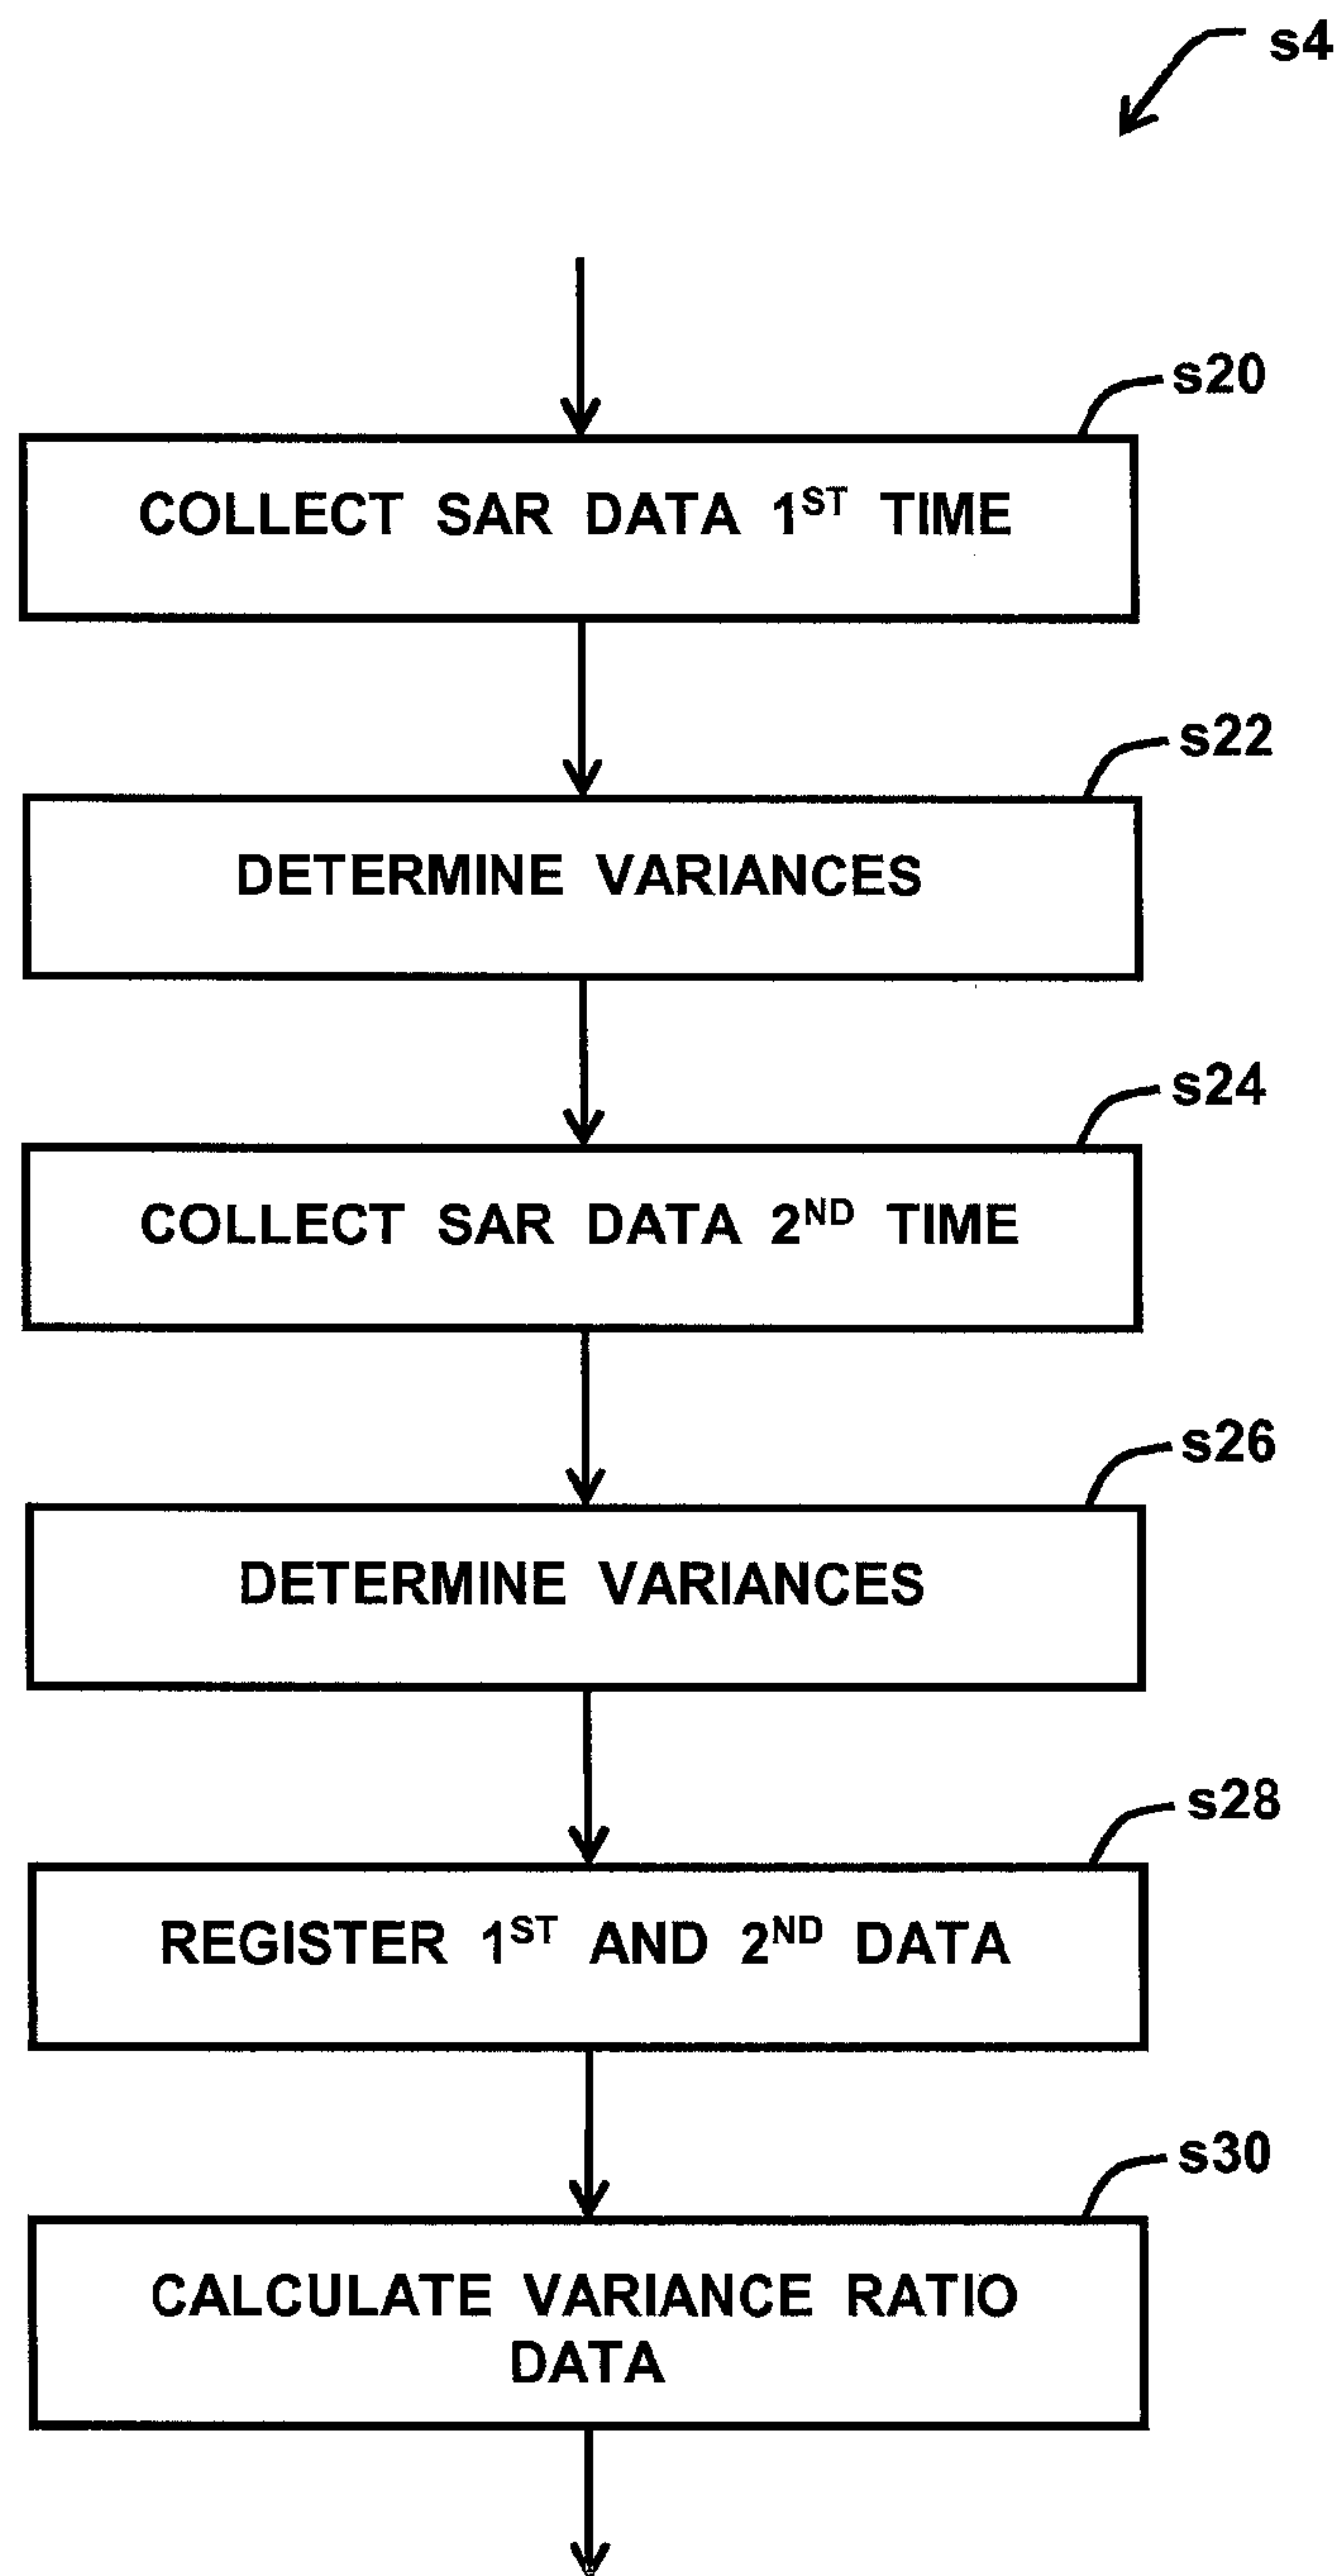 s4
s20
COLLECT SAR DATA 1ST TIME
s22
DETERMINE VARIANCES
s24
COLLECT SAR DATA 2ND TIME
s26
DETERMINE VARIANCES
s28
REGISTER 1ST AND 2ND DATA
s30
CALCULATE VARIANCE RATIO
DATA